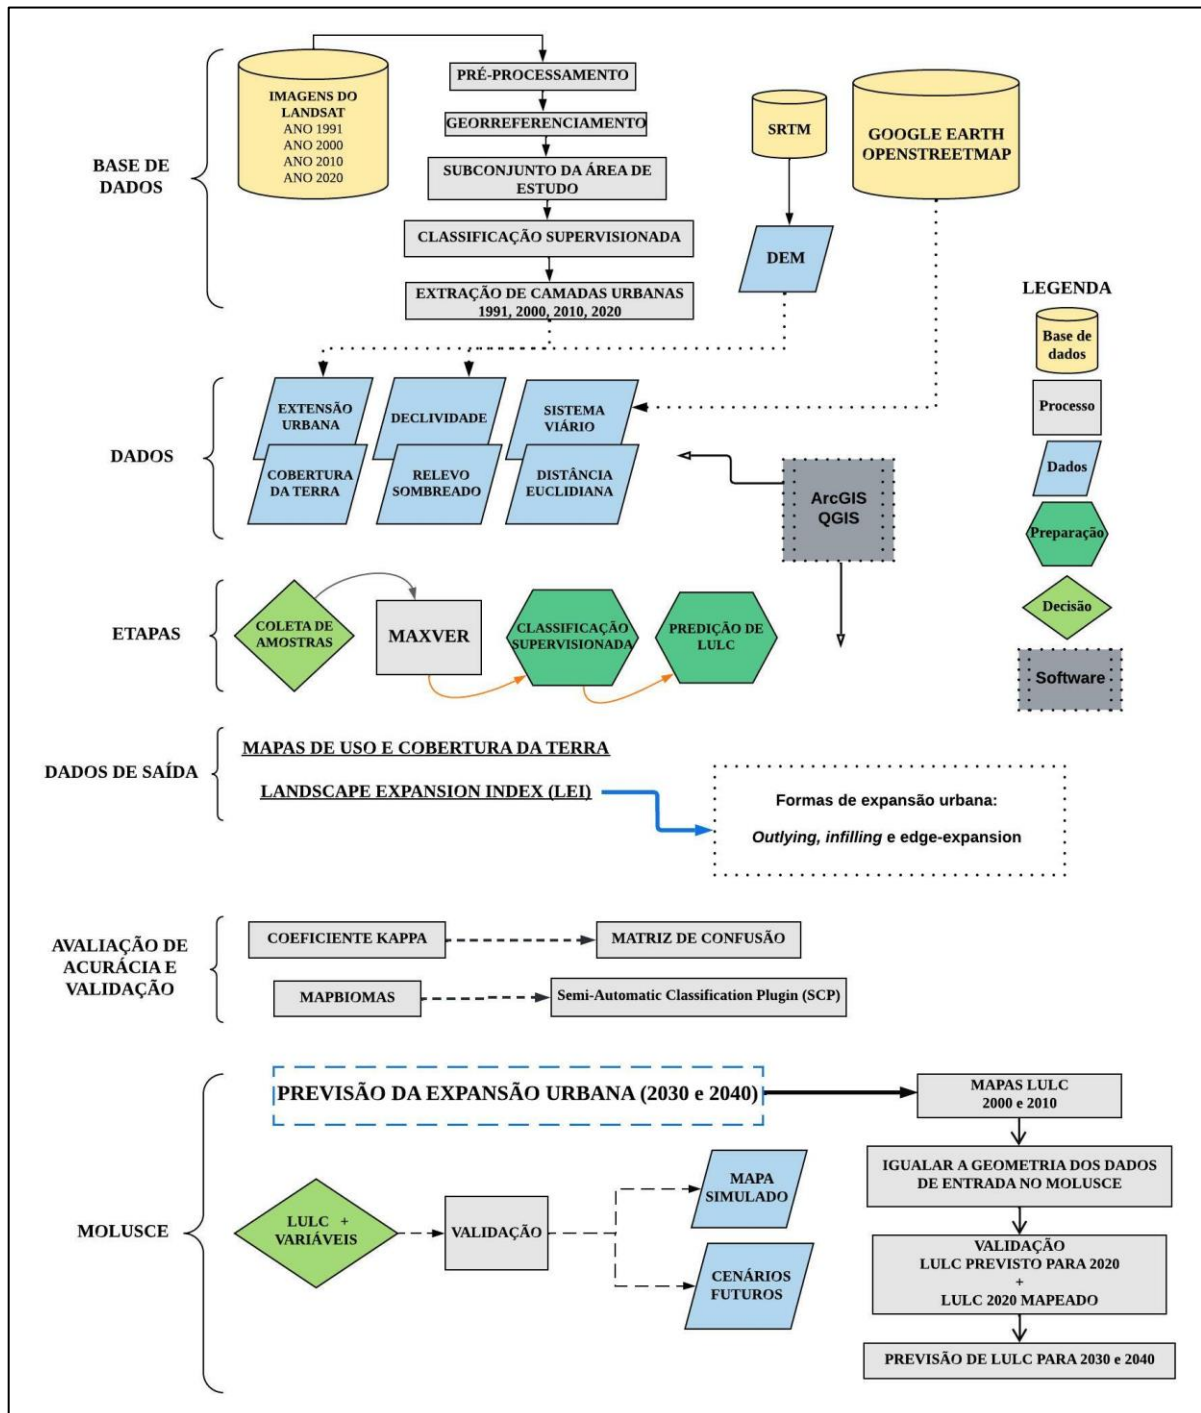 BASE DE
DADOS
IMAGENS DO
LANDSAT
ANO 1991
ANO 2000
ANO 2010
ANO 2020
PRÉ-PROCESSAMENTO
GEORREFERENCIAMENTO
SUBCONJUNTO DA ÁREA DE
ESTUDO
CLASSIFICAÇÃO SUPERVISIONADA
EXTRAÇÃO DE CAMADAS URBANAS
1991, 2000, 2010, 2020
SRTM
DEM
GOOGLE EARTH
OPENSTREETMAP
LEGENDA
Base de
dados
Processo
Dados
Preparação
Decisão
Software
DADOS
EXTENSÃO
URBANA
DECLIVIDADE
SISTEMA
VIÁRIO
COBERTURA
DA TERRA
RELEVO
SOMBREADO
DISTÂNCIA
EUCLIDIANA
ArcGIS
QGIS
ETAPAS
COLETA DE
AMOSTRAS
MAXVER
CLASSIFICAÇÃO
SUPERVISIONADA
PREDIÇÃO DE
LULC
DADOS DE SAÍDA
MAPAS DE USO E COBERTURA DA TERRA
LANDSCAPE EXPANSION INDEX (LEI)
Formas de expansão urbana:
Outlying, infilling e edge-expansion
AVALIAÇÃO DE
ACURÁCIA E
VALIDAÇÃO
COEFICIENTE KAPPA
MATRIZ DE CONFUSÃO
MAPBIOMAS
Semi-Automatic Classification Plugin (SCP)
MOLUSCE
PREVISÃO DA EXPANSÃO URBANA (2030 e 2040)
LULC +
VARIÁVEIS
VALIDAÇÃO
MAPA
SIMULADO
CENÁRIOS
FUTUROS
MAPAS LULC
2000 e 2010
IGUALAR A GEOMETRIA DOS DADOS
DE ENTRADA NO MOLUSCE
VALIDAÇÃO
LULC PREVISTO PARA 2020
+
LULC 2020 MAPEADO
PREVISÃO DE LULC PARA 2030 e 2040